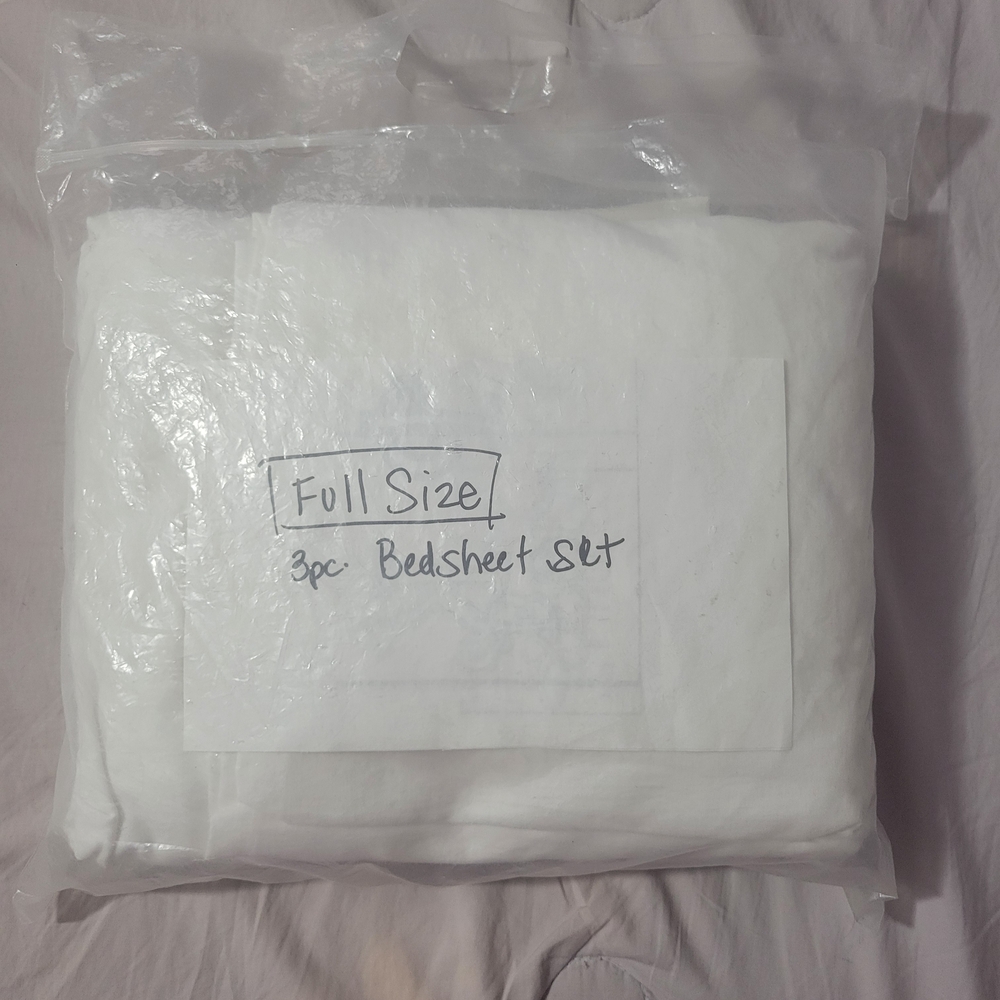 Full Size
3pc. Bedsheet set